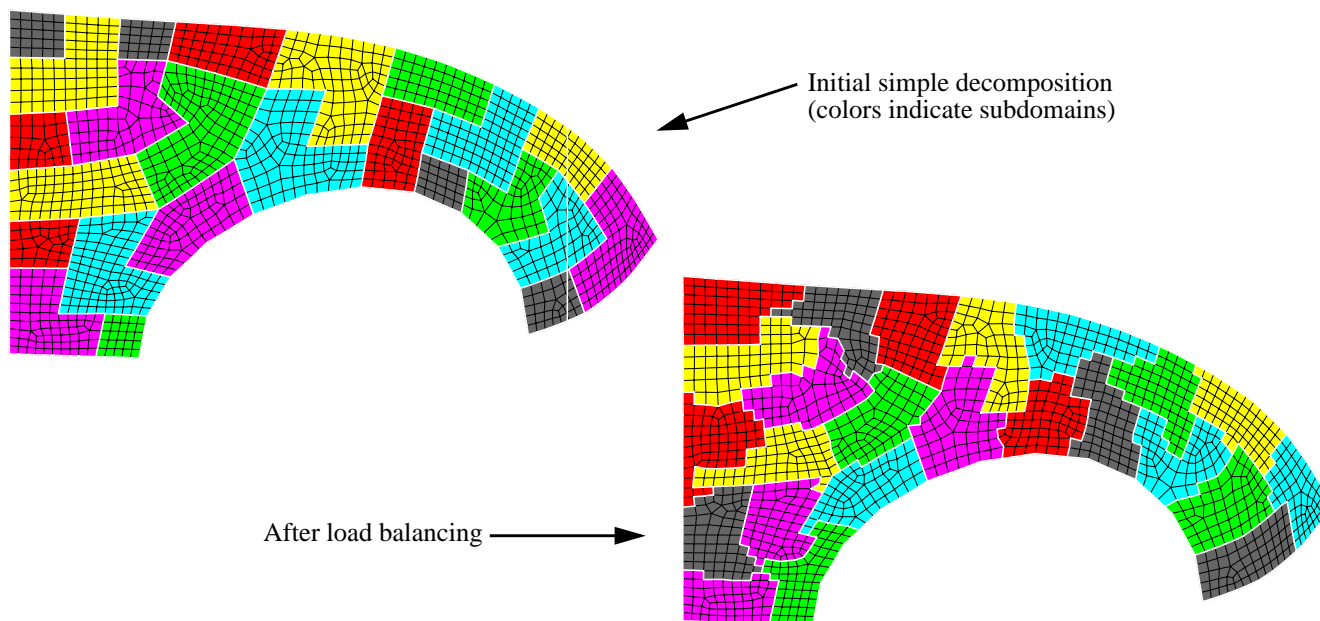 Initial simple decomposition
(colors indicate subdomains)
After load balancing